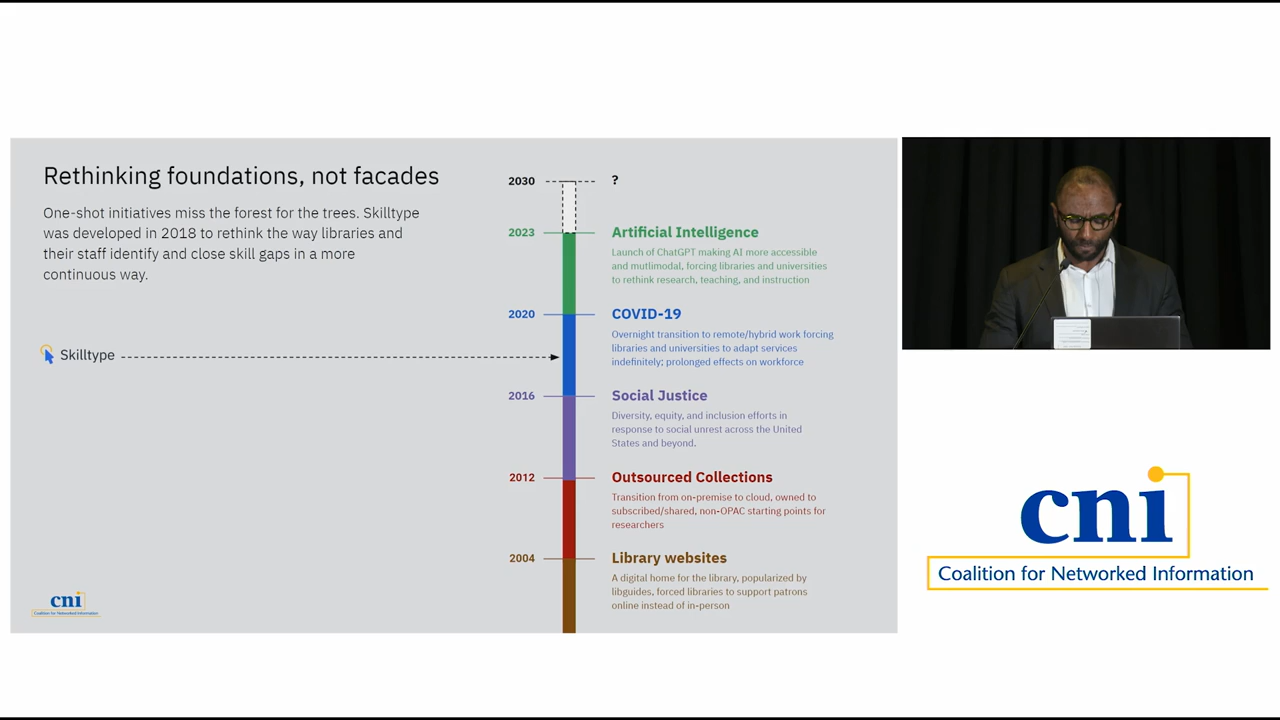 Rethinking foundations, not facades
One-shot initiatives miss the forest for the trees. Skilltype
was developed in 2018 to rethink the way libraries and
their staff identify and close skill gaps in a more
continuous way.
Skilltype
2030
?
2023
Artificial Intelligence
Launch of ChatGPT making AI more accessible
and mutlimodal, forcing libraries and universities
to rethink research, teaching, and instruction
2020
COVID-19
Overnight transition to remote/hybrid work forcing
libraries and universities to adapt services
indefinitely; prolonged effects on workforce
2016
Social Justice
Diversity, equity, and inclusion efforts in
response to social unrest across the United
States and beyond.
2012
Outsourced Collections
Transition from on-premise to cloud, owned to
subscribed/shared, non-OPAC starting points for
researchers
2004
Library websites
A digital home for the library, popularized by
libguides, forced libraries to support patrons
online instead of in-person
cni
Coalition for Networked Information
cni
Coalition for Networked Information